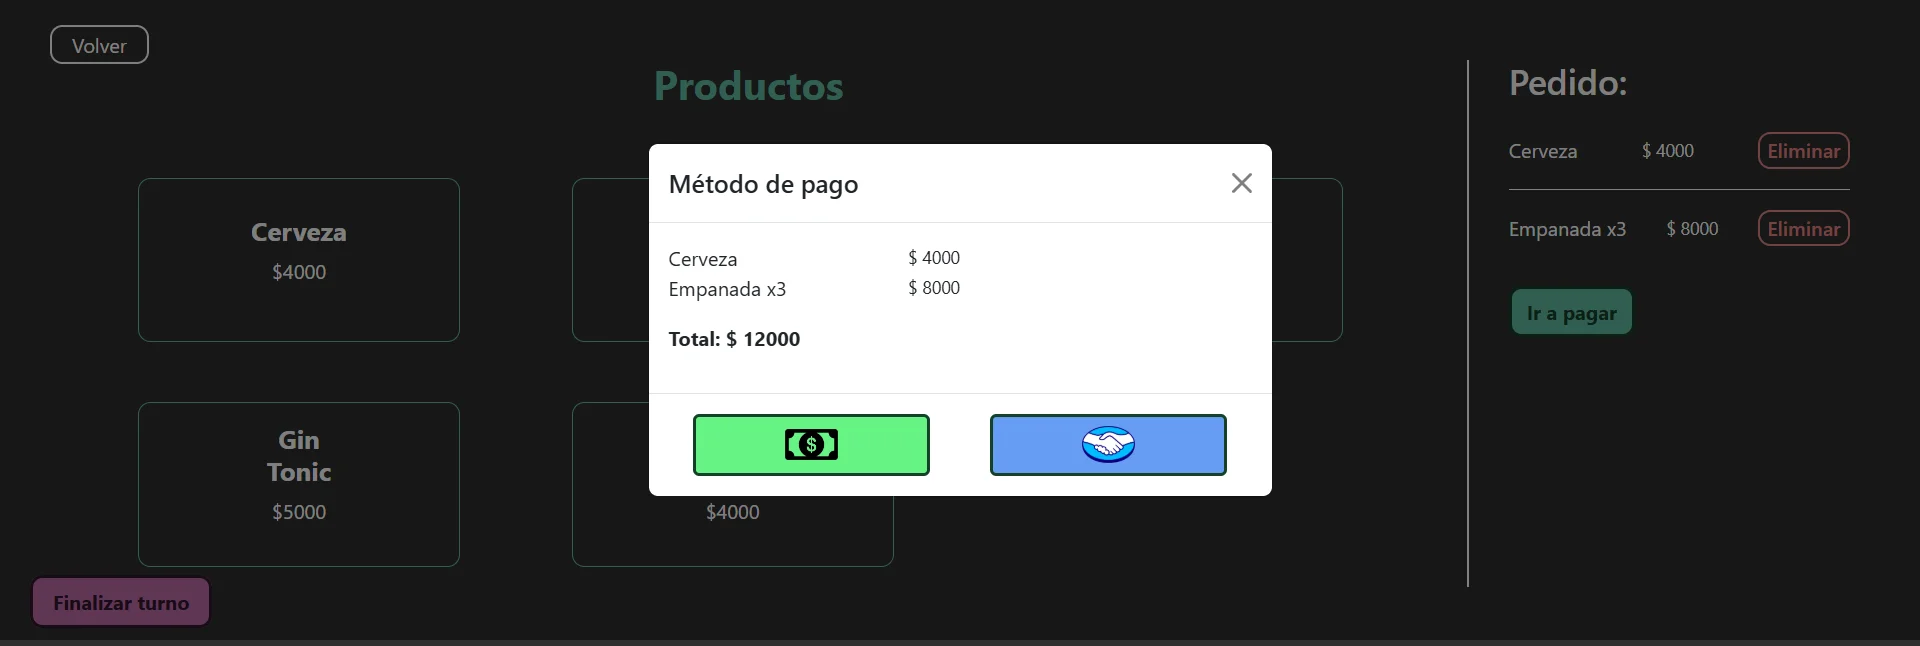 Volver
Productos
Cerveza
$4000
Gin
Tonic
$5000
$4000
Finalizar turno
Método de pago
Cerveza $ 4000
Empanada x3 $ 8000
Total: $ 12000
$
Pedido:
Cerveza $ 4000 Eliminar
Empanada x3 $ 8000 Eliminar
Ir a pagar